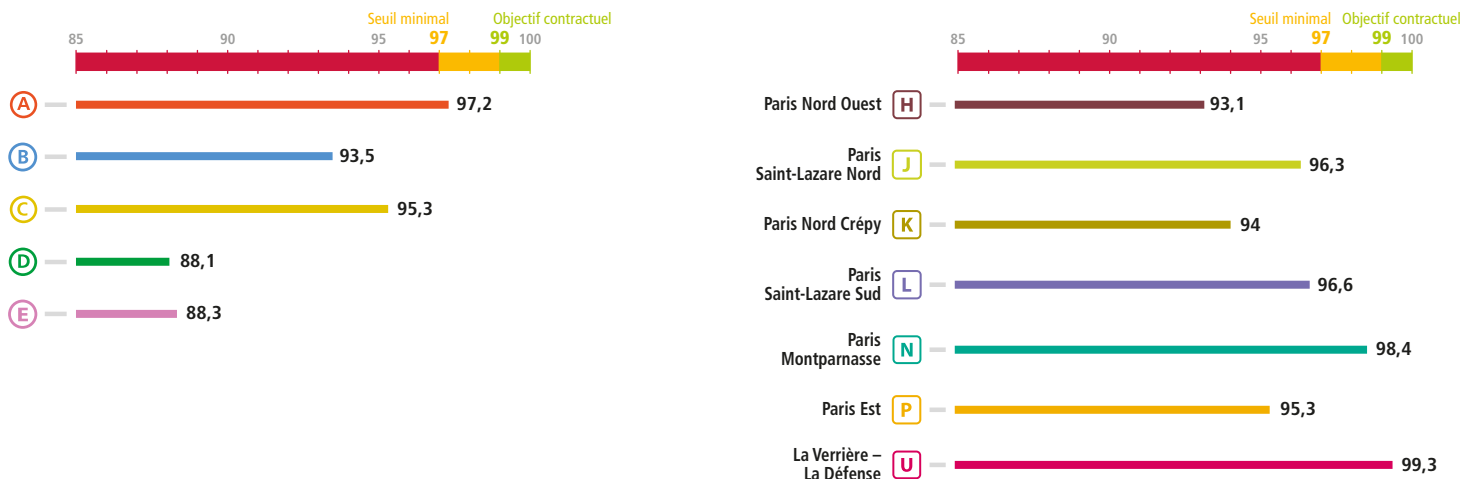 Seuil minimal Objectif contractuel
85 90 95 97 99 100
A 97,2
B 93,5
C 95,3
D 88,1
E 88,3
Seuil minimal Objectif contractuel
85 90 95 97 99 100
Paris Nord Ouest H 93,1
Paris
Saint-Lazare Nord J 96,3
Paris Nord Crépy K 94
Paris
Saint-Lazare Sud L 96,6
Paris
Montparnasse N 98,4
Paris Est P 95,3
La Verrière –
La Défense U 99,3